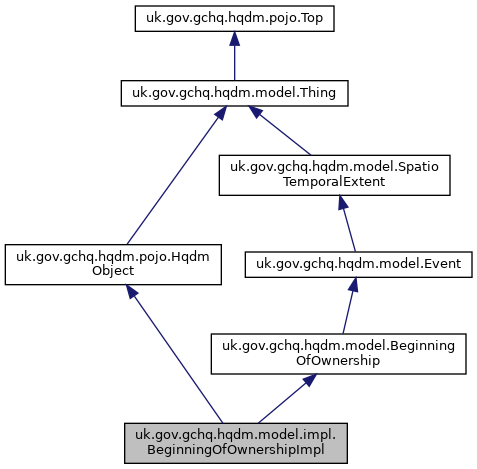 uk.gov.gchq.hqdm.pojo.Top
uk.gov.gchq.hqdm.model.Thing
uk.gov.gchq.hqdm.model.Spatio
TemporalExtent
uk.gov.gchq.hqdm.pojo.Hqdm
Object
uk.gov.gchq.hqdm.model.Event
uk.gov.gchq.hqdm.model.Beginning
OfOwnership
uk.gov.gchq.hqdm.model.impl.
BeginningOfOwnershipImpl